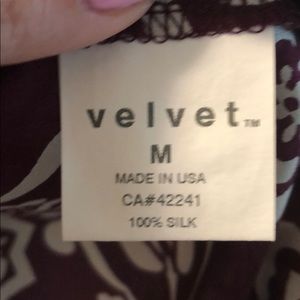 velvet™
M
MADE IN USA
CA#42241
100% SILK